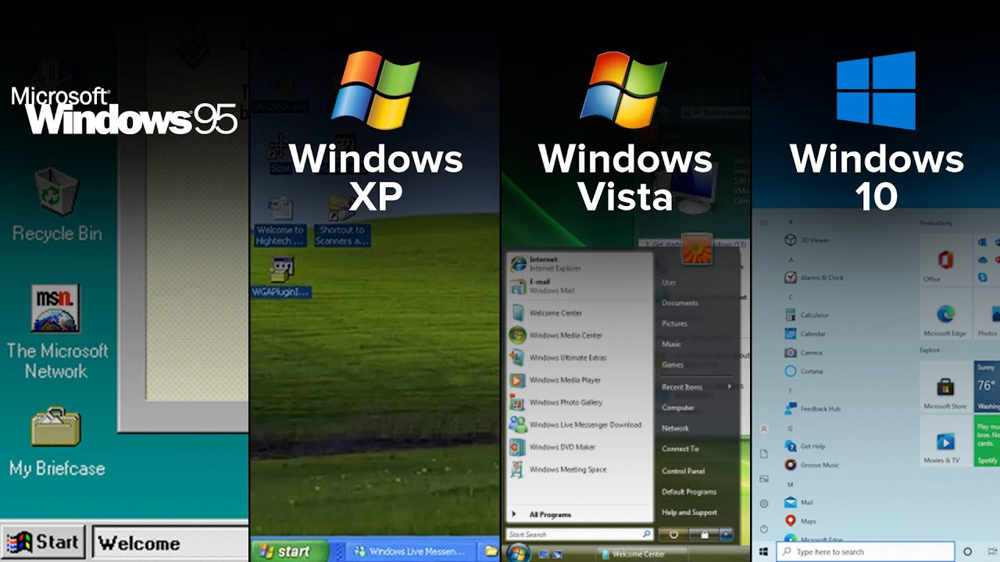 Microsoft®
Windows®95
Recycle Bin
msn.
The Microsoft
Network
My Briefcase
Start
Welcome
Windows
XP
Sizer
Welcome to
Hightech ...
Shortcut to
Scanners a...
WGAPluginI...
start
Windows Live Messen...
Windows
Vista
Internet
Internet Explorer
E-mail
Windows Mail
Welcome Center
Windows Media Center
Windows Ultimate Extras
Windows Media Player
Windows Photo Gallery
Windows Live Messenger Download
Windows DVD Maker
Windows Meeting Space
All Programs
Start Search
User
Documents
Pictures
Music
Games
Recent Items
Computer
Network
Connect To
Control Panel
Default Programs
Help and Support
Welcome Center
Windows
10
#
3D Viewer
A
Alarms & Clock
C
Calculator
Calendar
Camera
Cortana
F
Feedback Hub
G
Get Help
Groove Music
M
Mail
Maps
Microsoft Edge
Productivity
Office
Microsoft Edge
Photos
Explore
Microsoft Store
Sunny
76°
Movies & TV
Play mu
love. No
cards.
Spotify
Type here to search